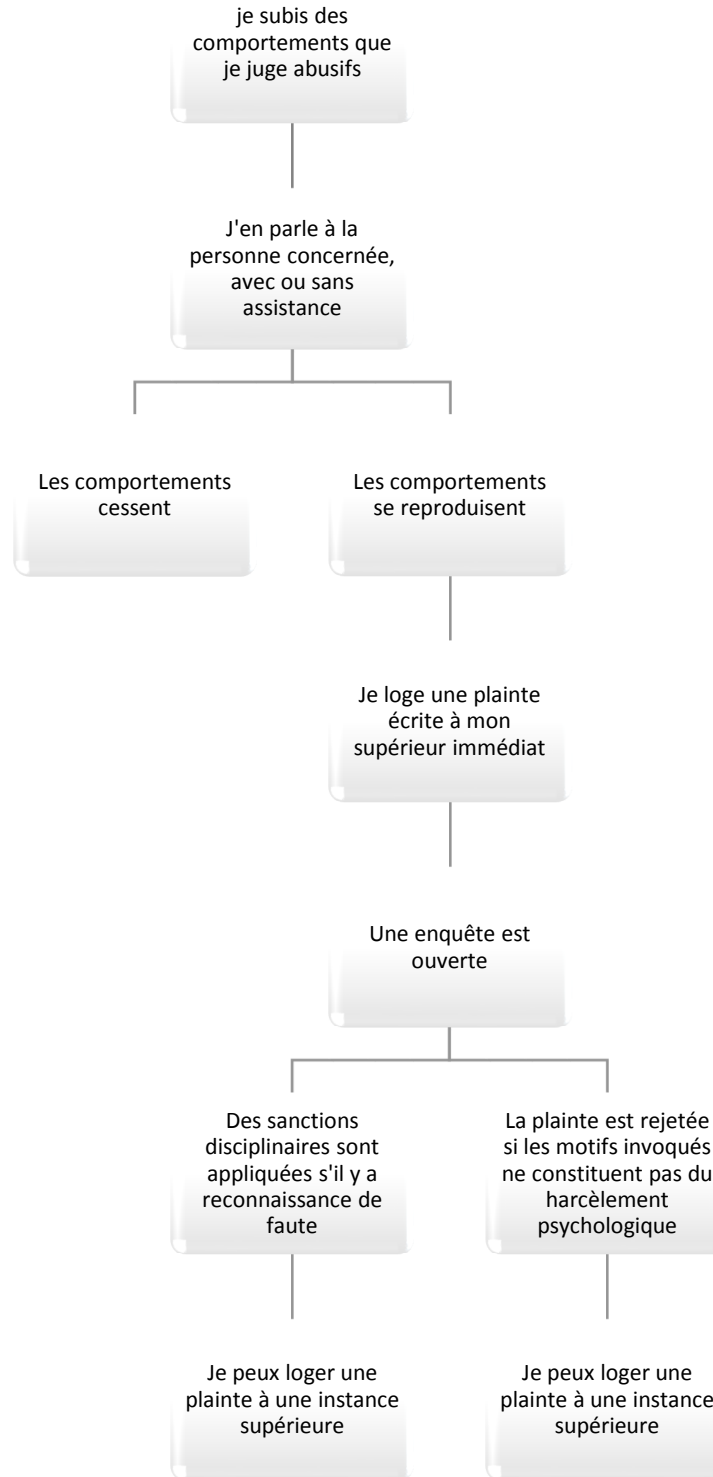 je subis des
comportements que
je juge abusifs
J'en parle à la
personne concernée,
avec ou sans
assistance
Les comportements
cessent
Les comportements
se reproduisent
Je loge une plainte
écrite à mon
supérieur immédiat
Une enquête est
ouverte
Des sanctions
disciplinaires sont
appliquées s'il y a
reconnaissance de
faute
La plainte est rejetée
si les motifs invoqués
ne constituent pas du
harcèlement
psychologique
Je peux loger une
plainte à une instance
supérieure
Je peux loger une
plainte à une instance
supérieure